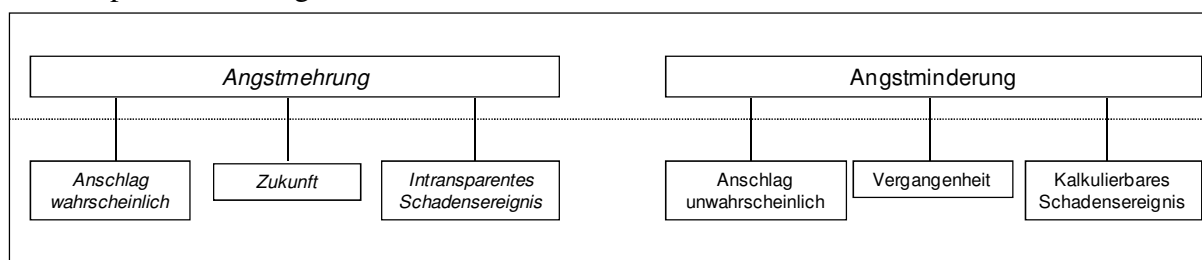 Angstmehrung
Angstminderung
Anschlag
wahrscheinlich
Zukunft
Intransparentes
Schadensereignis
Anschlag
unwahrscheinlich
Vergangenheit
Kalkulierbares
Schadensereignis